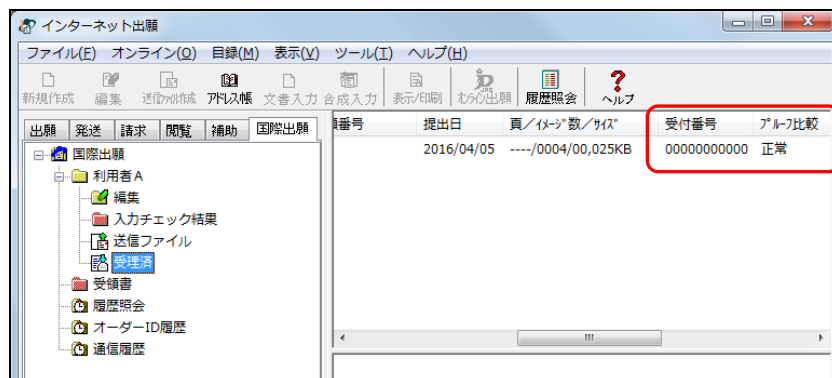 インターネット出願
ファイル(F) オンライン(O) 目録(M) 表示(V) ツール(T) ヘルプ(H)
新規作成 編集 送信ﾌｧｲﾙ作成 ｱﾄﾞﾚｽ帳 文書入力 合成入力 表示/印刷 ｵﾝﾗｲﾝ出願 履歴照会 ヘルプ
出願 発送 請求 閲覧 補助 国際出願
番号 提出日 頁／ｲﾒｰｼﾞ数／ｻｲｽﾞ 受付番号 ﾌﾟﾙｰﾌ比較
2016/04/05 ----/0004/00,025KB 00000000000 正常
国際出願
利用者A
編集
入力チェック結果
送信ファイル
受理済
受領書
履歴照会
オーダーID履歴
通信履歴